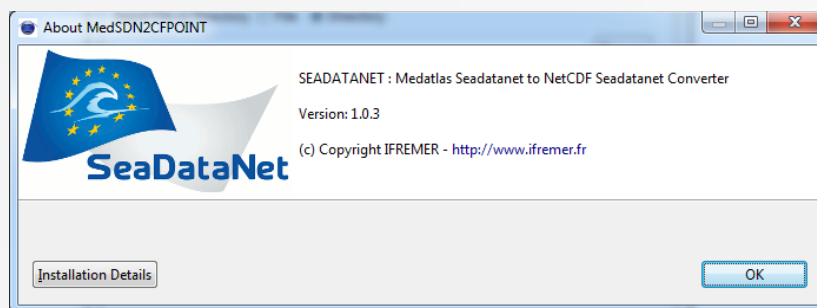 About MedSDN2CFPOINT
SEADATANET : Medatlas Seadatanet to NetCDF Seadatanet Converter
Version: 1.0.3
(c) Copyright IFREMER - http://www.ifremer.fr
SeaDataNet
Installation Details
OK